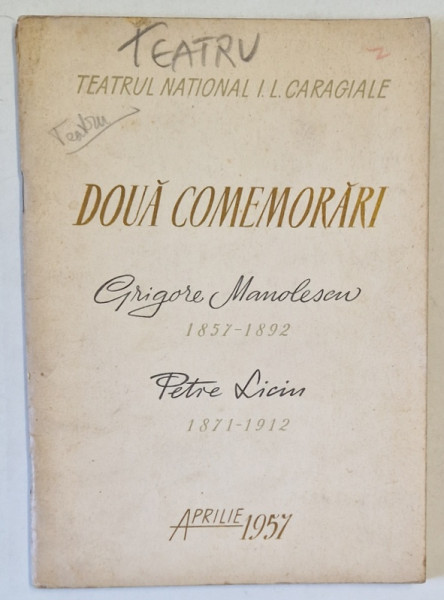 TEATRU
TEATRUL NATIONAL I.L. CARAGIALE
Teatru
DOUĂ COMEMORĂRI
Grigore Manolescu
1857-1892
Petre Liciu
1871-1912
APRILIE 1957